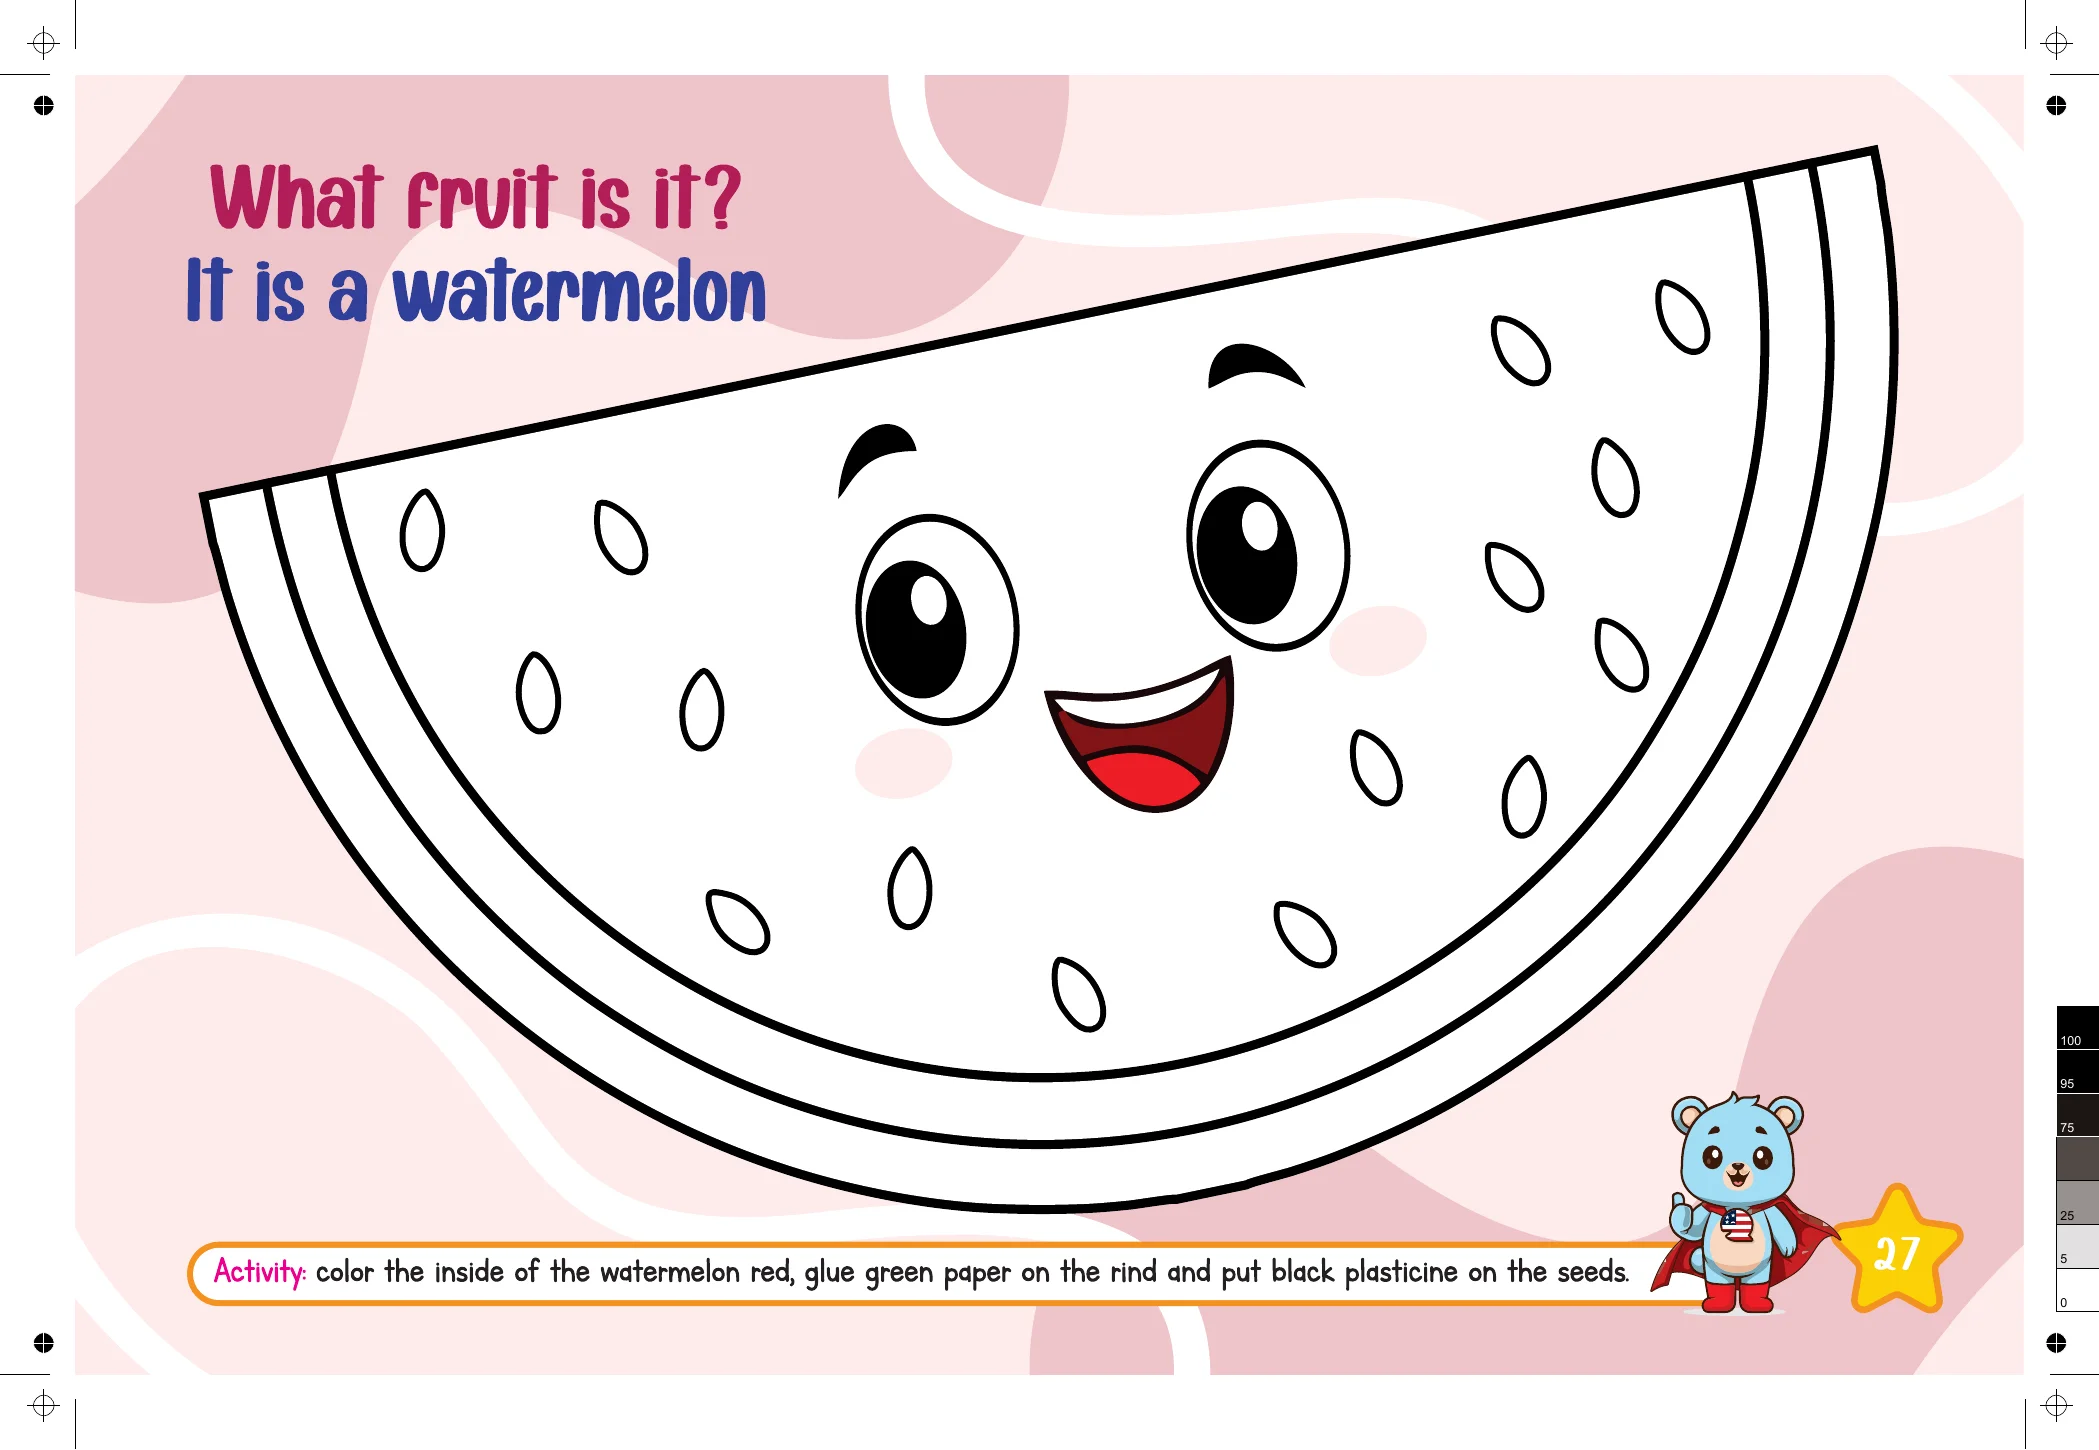 What fruit is it?
It is a watermelon
Activity: color the inside of the watermelon red, glue green paper on the rind and put black plasticine on the seeds.
27
100
95
75
25
5
0